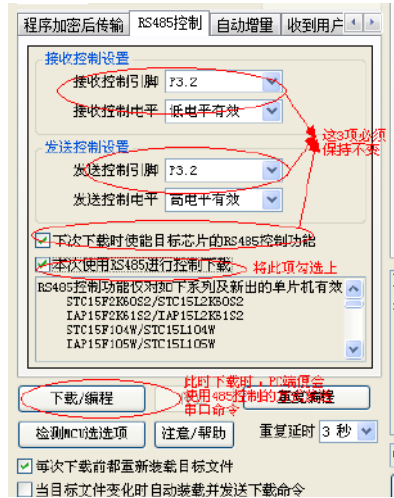 程序加密后传输 RS485控制 自动增量 收到用户
接收控制设置
接收控制引脚 P3.2
接收控制电平 低电平有效
这3项必须
保持不变
发送控制设置
发送控制引脚 P3.2
发送控制电平 高电平有效
下次下载时使能目标芯片的RS485控制功能
本次使用RS485进行控制下载
将此项勾选上
RS485控制功能仅对如下系列及新出的单片机有效
STC15F2K60S2/STC15L2K60S2
IAP15F2K61S2/IAP15L2K61S2
STC15F104W/STC15L104W
IAP15F105W/STC15L105W
此时下载时，PC端便会
使用485控制的
串口命令
下载/编程 重复编程
检测MCU选选项 注意/帮助 重复延时 3 秒
每次下载前都重新装载目标文件
当目标文件变化时自动装载并发送下载命令